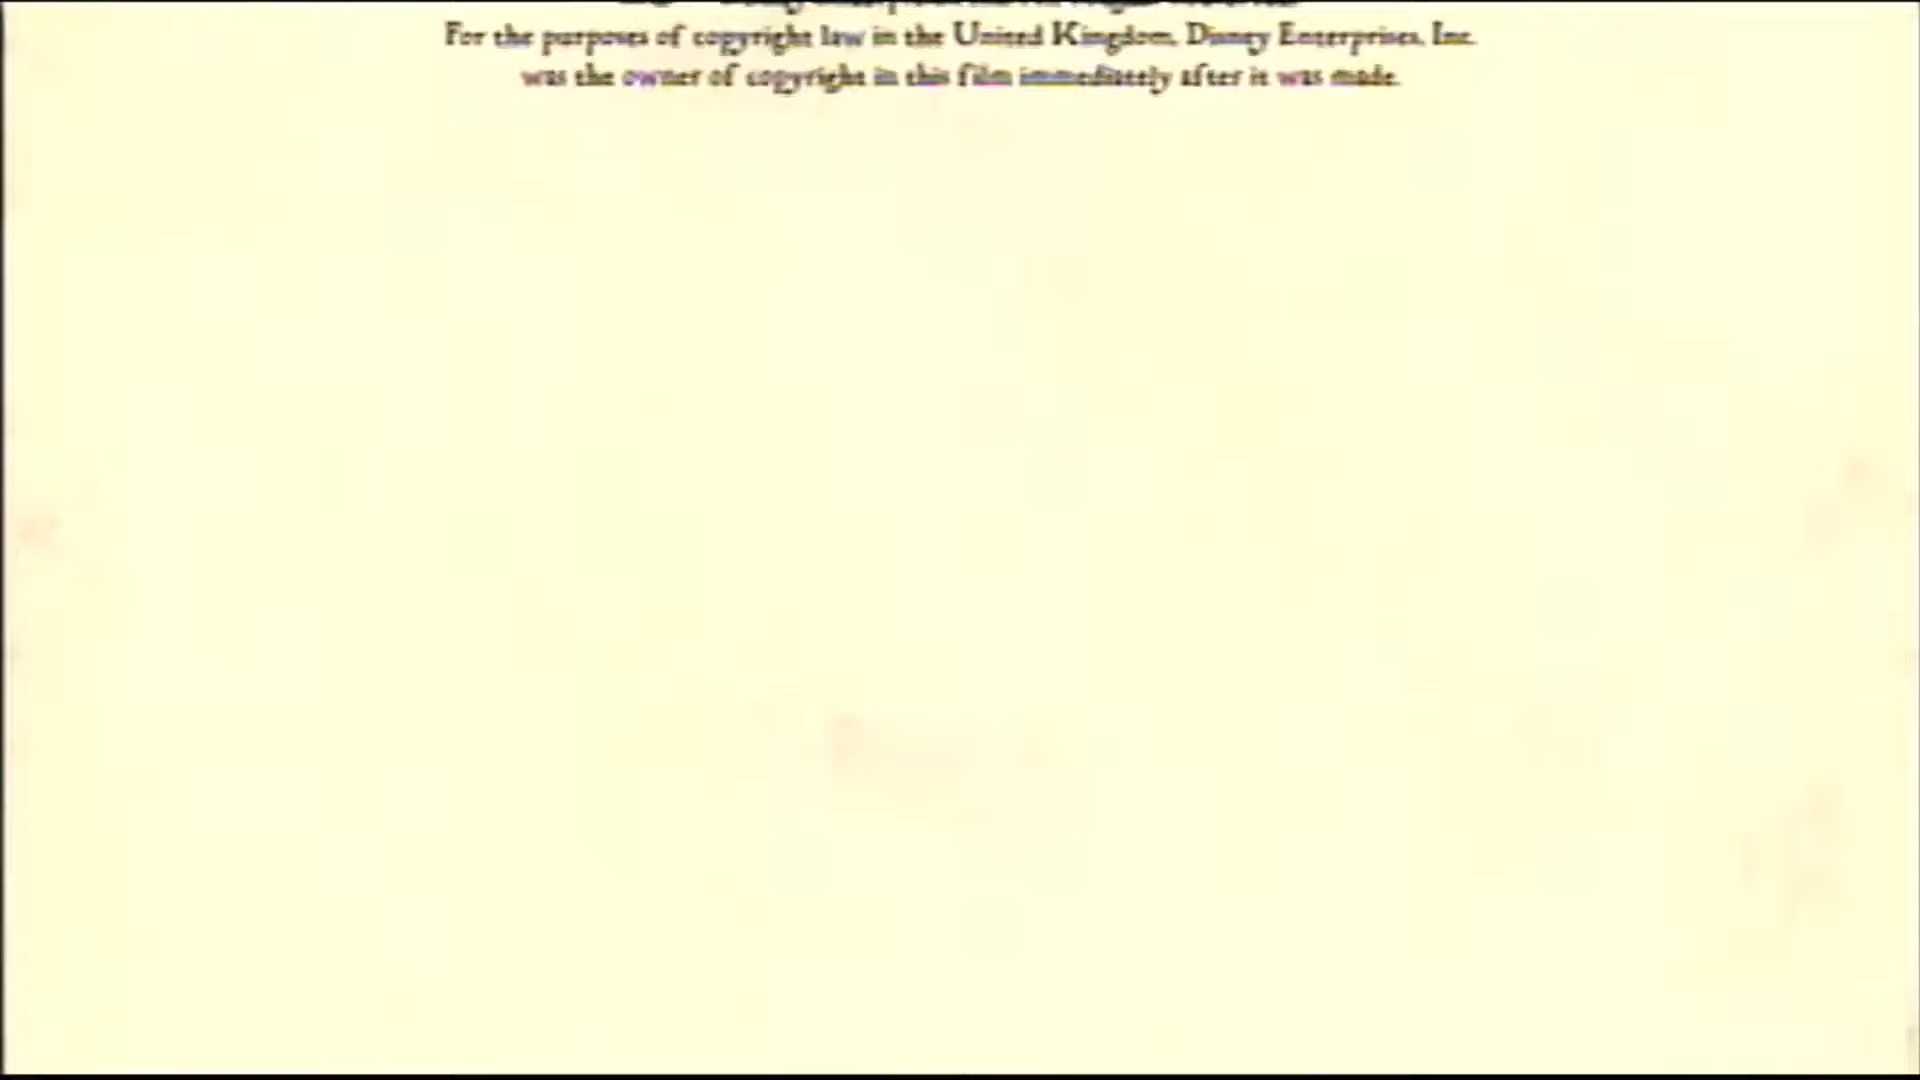 For the purposes of copyright law in the United Kingdom, Disney Enterprises, Inc.
was the owner of copyright in this film immediately after it was made.